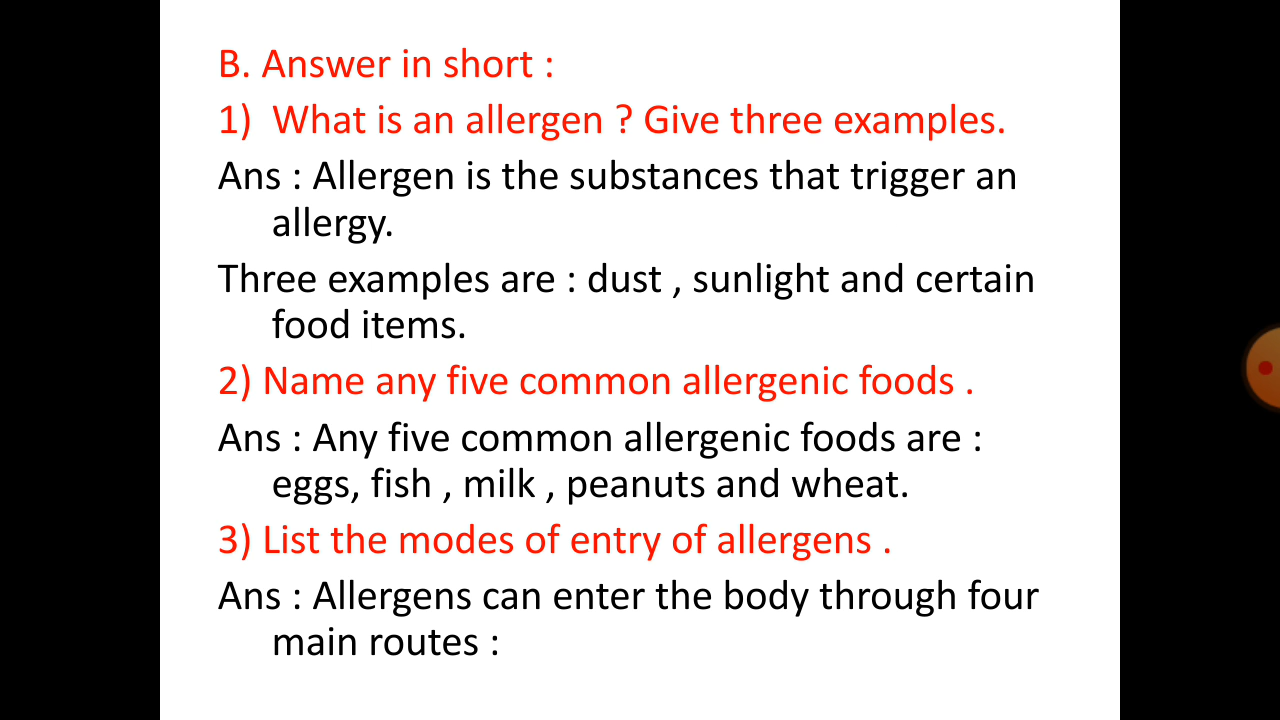 B. Answer in short :
1) What is an allergen ? Give three examples.
Ans : Allergen is the substances that trigger an
allergy.
Three examples are : dust , sunlight and certain
food items.
2) Name any five common allergenic foods .
Ans : Any five common allergenic foods are :
eggs, fish , milk , peanuts and wheat.
3) List the modes of entry of allergens .
Ans : Allergens can enter the body through four
main routes :